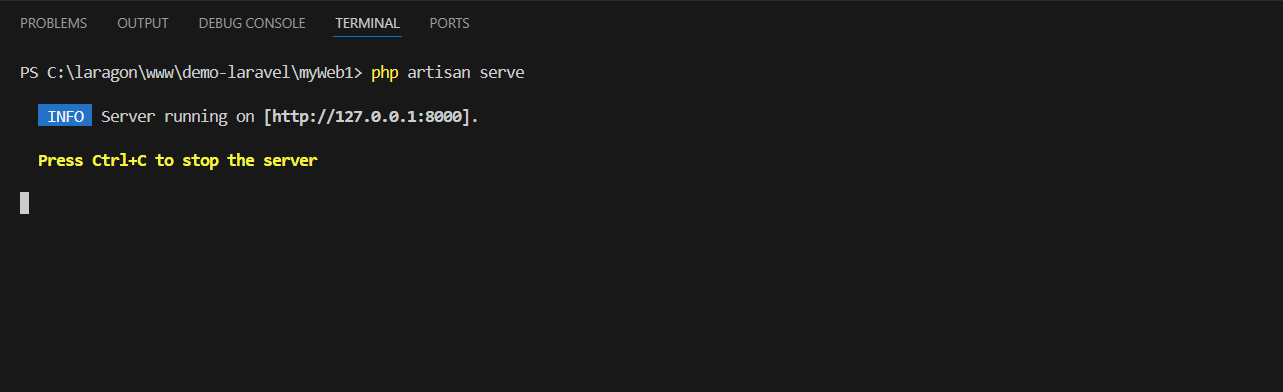 PROBLEMS OUTPUT DEBUG CONSOLE TERMINAL PORTS
PS C:\laragon\www\demo-laravel\myWeb1> php artisan serve
INFO Server running on [http://127.0.0.1:8000].
Press Ctrl+C to stop the server